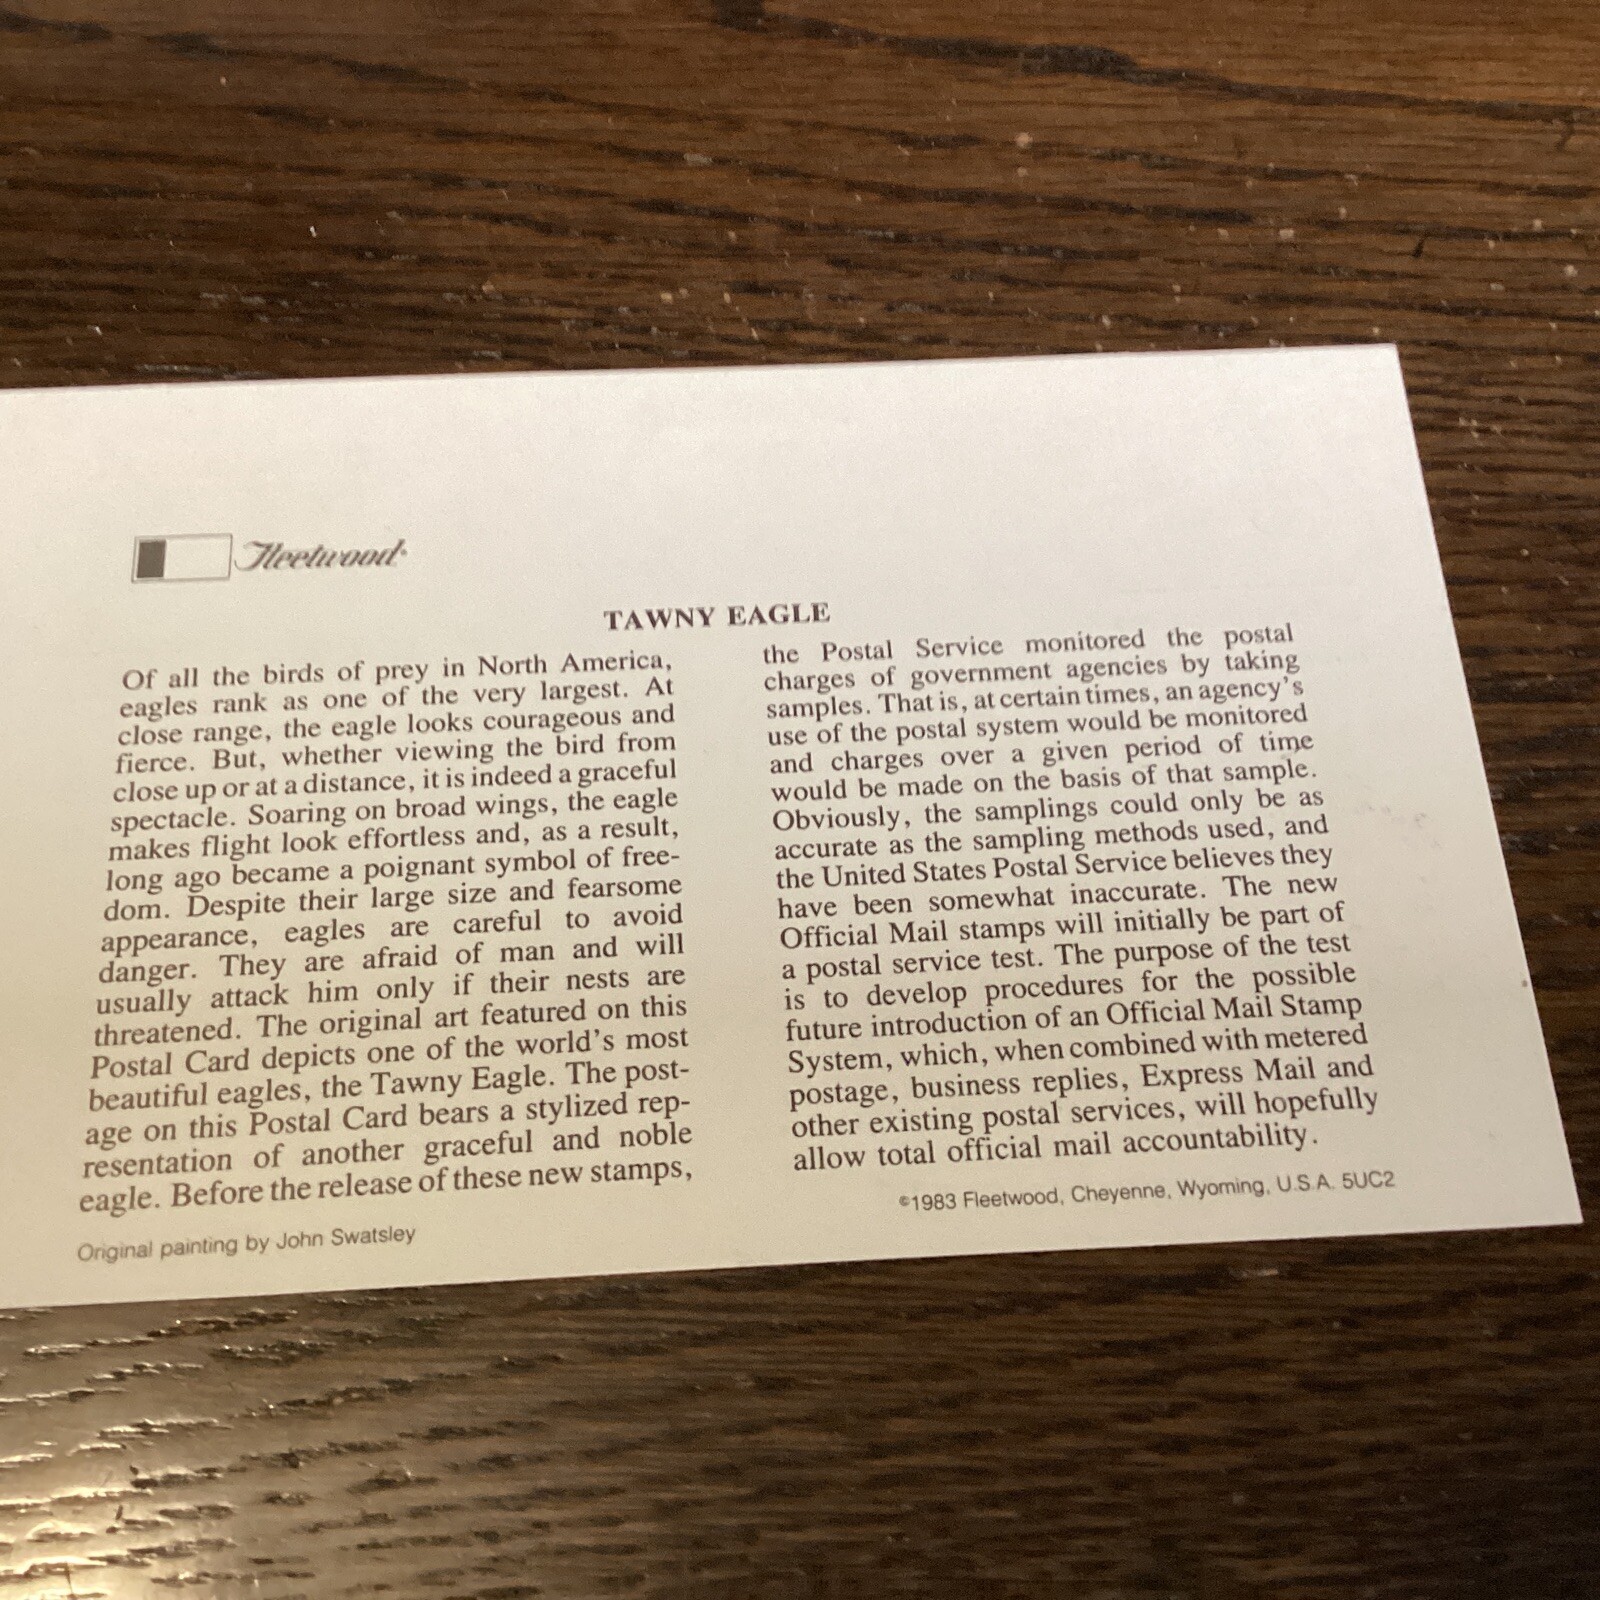 Fleetwood®
TAWNY EAGLE
Of all the birds of prey in North America,
eagles rank as one of the very largest. At
close range, the eagle looks courageous and
fierce. But, whether viewing the bird from
close up or at a distance, it is indeed a graceful
spectacle. Soaring on broad wings, the eagle
makes flight look effortless and, as a result,
long ago became a poignant symbol of free-
dom. Despite their large size and fearsome
appearance, eagles are careful to avoid
danger. They are afraid of man and will
usually attack him only if their nests are
threatened. The original art featured on this
Postal Card depicts one of the world's most
beautiful eagles, the Tawny Eagle. The post-
age on this Postal Card bears a stylized rep-
resentation of another graceful and noble
eagle. Before the release of these new stamps,
the Postal Service monitored the postal
charges of government agencies by taking
samples. That is, at certain times, an agency's
use of the postal system would be monitored
and charges over a given period of time
would be made on the basis of that sample.
Obviously, the samplings could only be as
accurate as the sampling methods used, and
the United States Postal Service believes they
have been somewhat inaccurate. The new
Official Mail stamps will initially be part of
a postal service test. The purpose of the test
is to develop procedures for the possible
future introduction of an Official Mail Stamp
System, which, when combined with metered
postage, business replies, Express Mail and
other existing postal services, will hopefully
allow total official mail accountability.
Original painting by John Swatsley
©1983 Fleetwood, Cheyenne, Wyoming, U.S.A. 5UC2